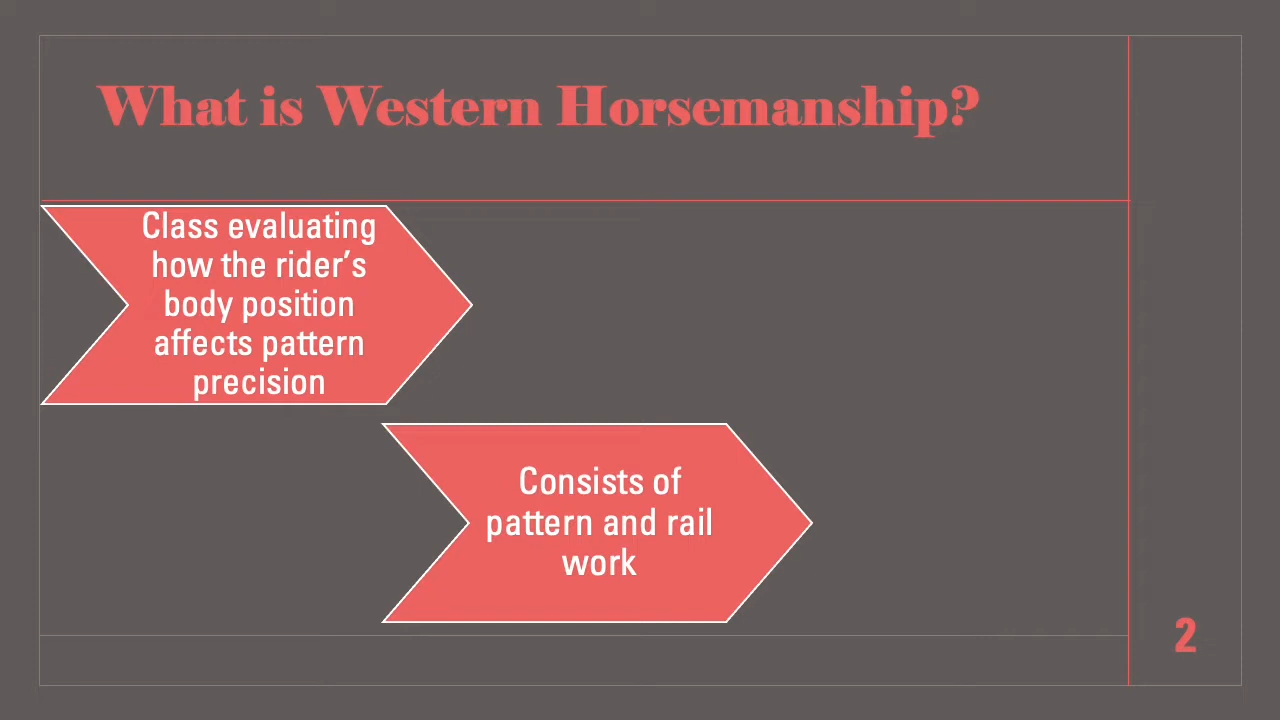 What is Western Horsemanship?
Class evaluating
how the rider’s
body position
affects pattern
precision
Consists of
pattern and rail
work
2